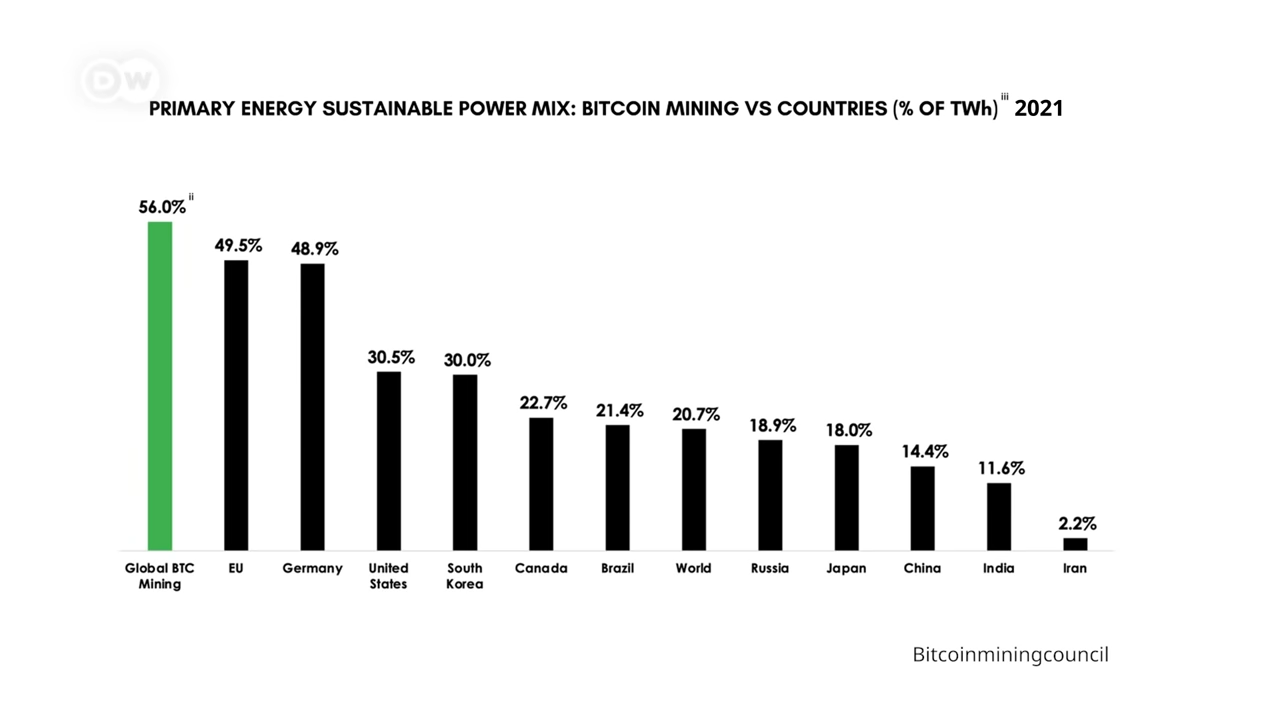 DW
PRIMARY ENERGY SUSTAINABLE POWER MIX: BITCOIN MINING VS COUNTRIES (% OF TWh) iii 2021
56.0% ii
49.5%
48.9%
30.5%
30.0%
22.7%
21.4%
20.7%
18.9%
18.0%
14.4%
11.6%
2.2%
Global BTC Mining
EU
Germany
United States
South Korea
Canada
Brazil
World
Russia
Japan
China
India
Iran
Bitcoinminingcouncil